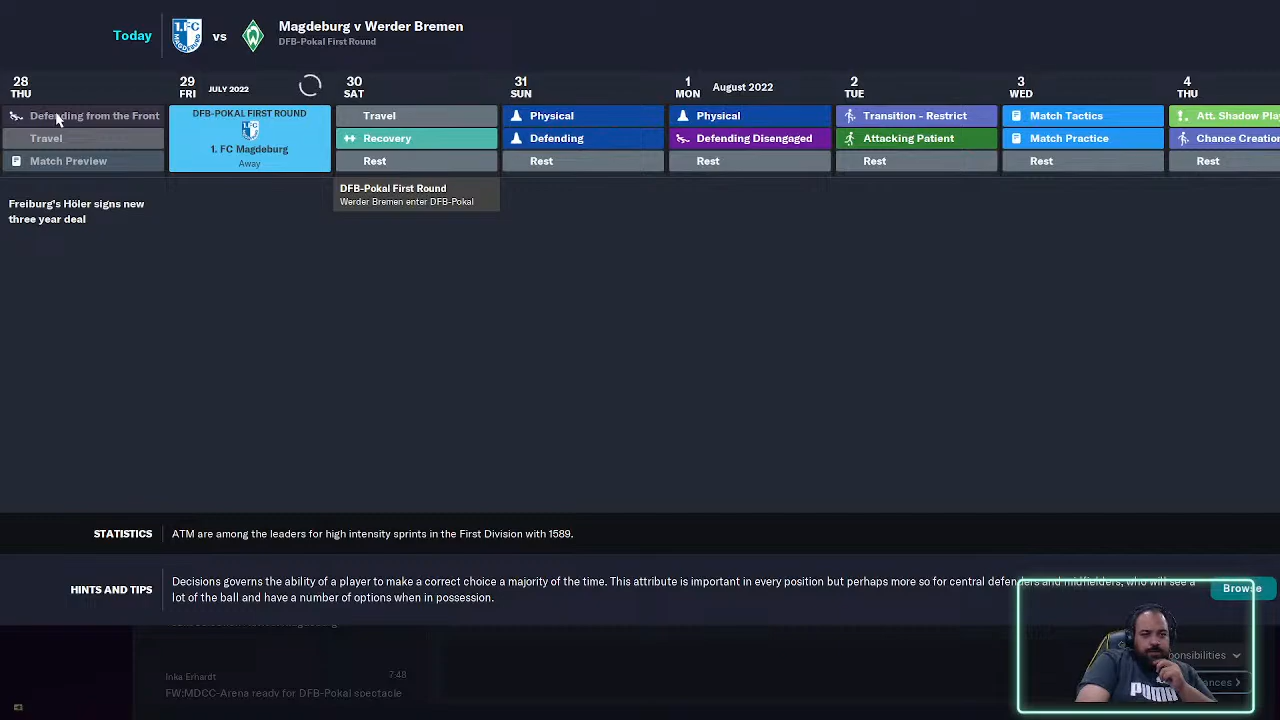 Today
vs
Magdeburg v Werder Bremen
DFB-Pokal First Round
28
THU
29
FRI
JULY 2022
30
SAT
31
SUN
1
MON
August 2022
2
TUE
3
WED
4
THU
Defending from the Front
Travel
Match Preview
DFB-POKAL FIRST ROUND
1. FC Magdeburg
Away
Travel
Recovery
Rest
Physical
Defending
Rest
Physical
Defending Disengaged
Rest
Transition - Restrict
Attacking Patient
Rest
Match Tactics
Match Practice
Rest
Att. Shadow Play
Chance Creation
Rest
Freiburg's Höler signs new
three year deal
DFB-Pokal First Round
Werder Bremen enter DFB-Pokal
STATISTICS
ATM are among the leaders for high intensity sprints in the First Division with 1589.
HINTS AND TIPS
Decisions governs the ability of a player to make a correct choice a majority of the time. This attribute is important in every position but perhaps more so for central defenders and midfielders, who will see a
lot of the ball and have a number of options when in possession.
Browse
Inka Erhardt
7:48
FW:MDCC-Arena ready for DFB-Pokal spectacle
ponsibilities
ances
PUMA